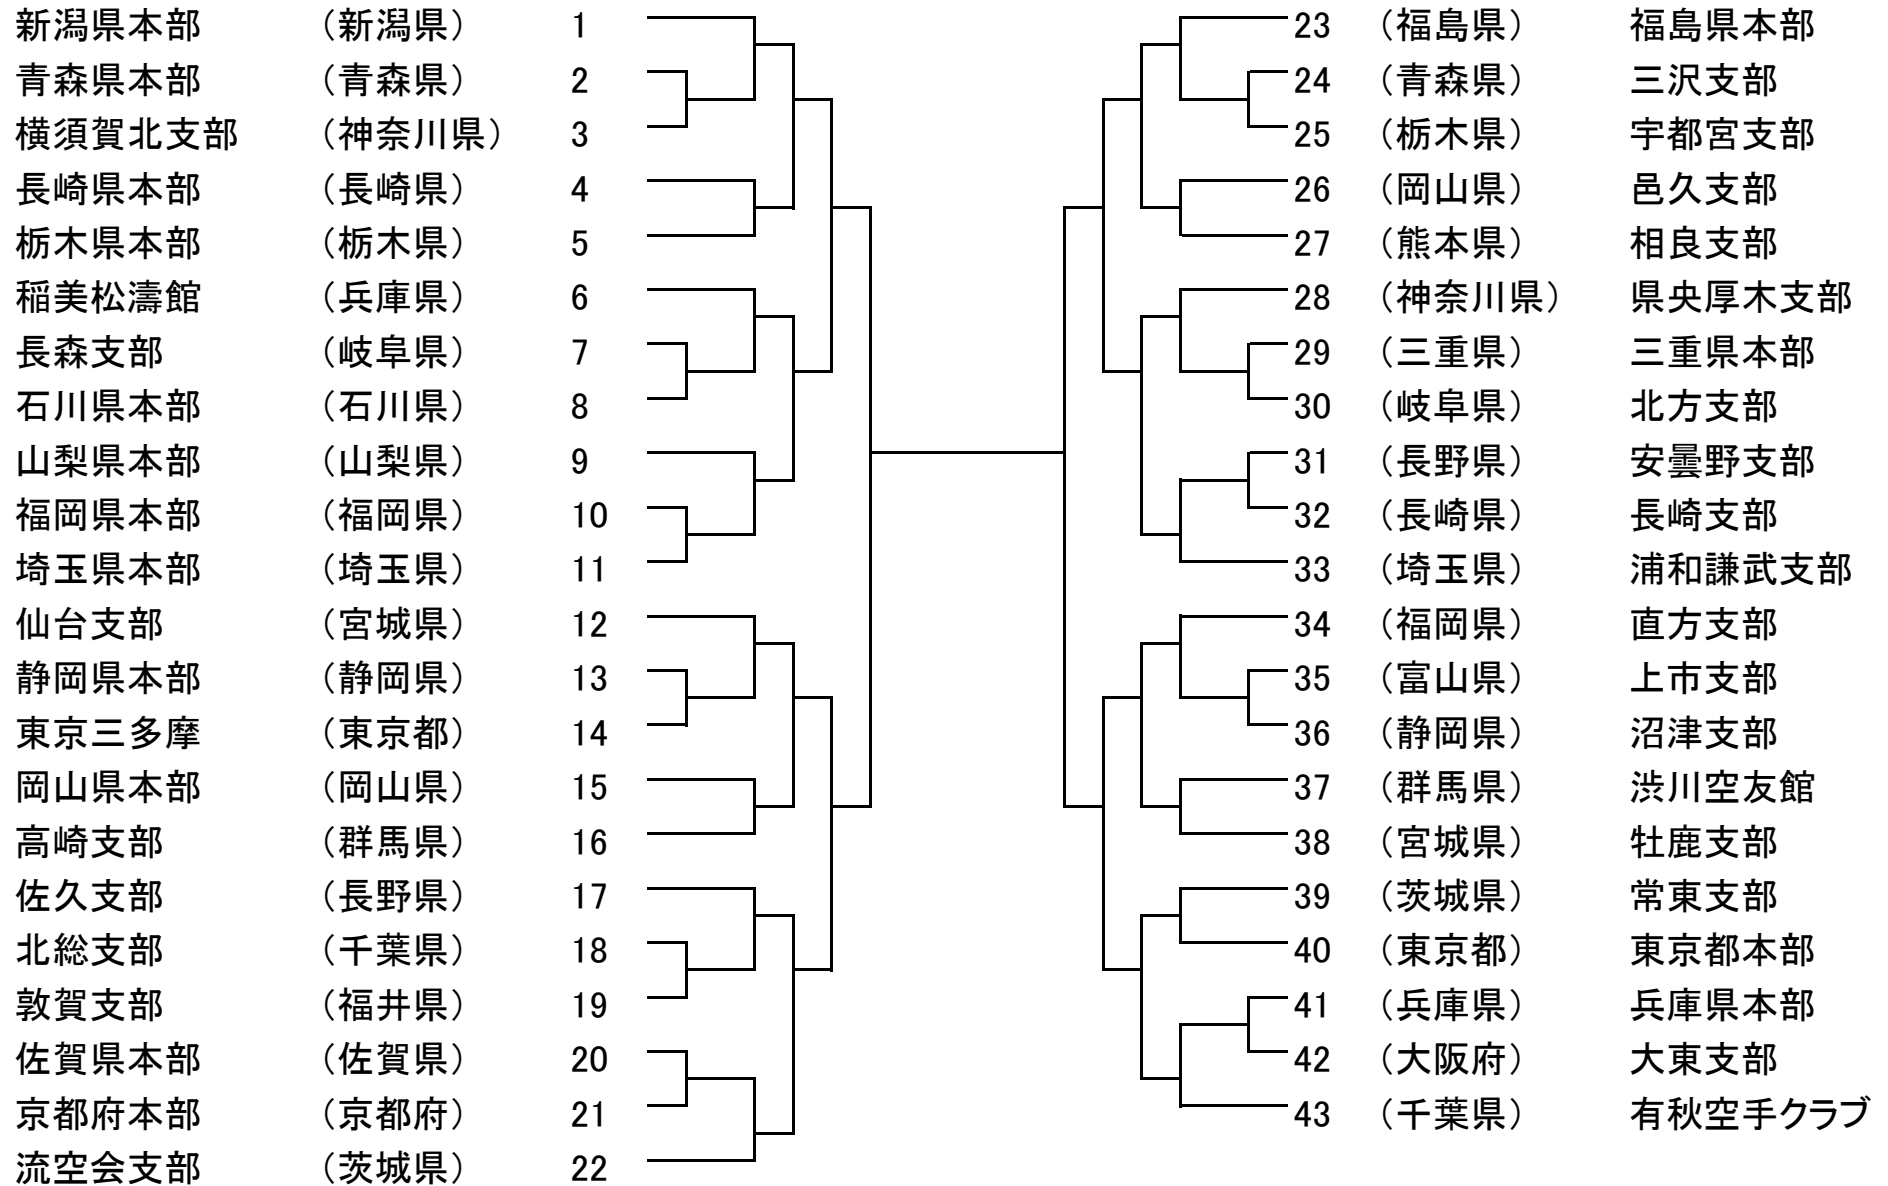 新潟県本部 （新潟県） 1 23 （福島県） 福島県本部
青森県本部 （青森県） 2 24 （青森県） 三沢支部
横須賀北支部 （神奈川県） 3 25 （栃木県） 宇都宮支部
長崎県本部 （長崎県） 4 26 （岡山県） 邑久支部
栃木県本部 （栃木県） 5 27 （熊本県） 相良支部
稲美松濤館 （兵庫県） 6 28 （神奈川県） 県央厚木支部
長森支部 （岐阜県） 7 29 （三重県） 三重県本部
石川県本部 （石川県） 8 30 （岐阜県） 北方支部
山梨県本部 （山梨県） 9 31 （長野県） 安曇野支部
福岡県本部 （福岡県） 10 32 （長崎県） 長崎支部
埼玉県本部 （埼玉県） 11 33 （埼玉県） 浦和謙武支部
仙台支部 （宮城県） 12 34 （福岡県） 直方支部
静岡県本部 （静岡県） 13 35 （富山県） 上市支部
東京三多摩 （東京都） 14 36 （静岡県） 沼津支部
岡山県本部 （岡山県） 15 37 （群馬県） 渋川空友館
高崎支部 （群馬県） 16 38 （宮城県） 牡鹿支部
佐久支部 （長野県） 17 39 （茨城県） 常東支部
北総支部 （千葉県） 18 40 （東京都） 東京都本部
敦賀支部 （福井県） 19 41 （兵庫県） 兵庫県本部
佐賀県本部 （佐賀県） 20 42 （大阪府） 大東支部
京都府本部 （京都府） 21 43 （千葉県） 有秋空手クラブ
流空会支部 （茨城県） 22